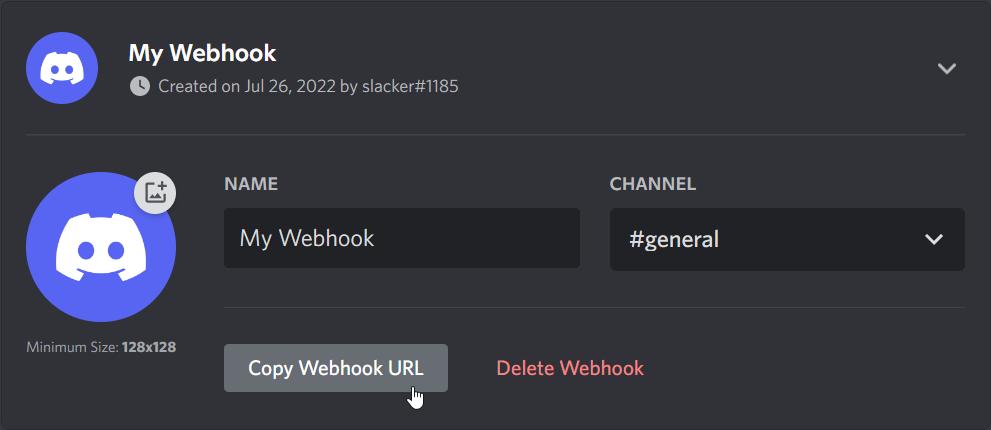 My Webhook
Created on Jul 26, 2022 by slacker#1185
NAME
CHANNEL
My Webhook
#general
Minimum Size: 128x128
Copy Webhook URL
Delete Webhook